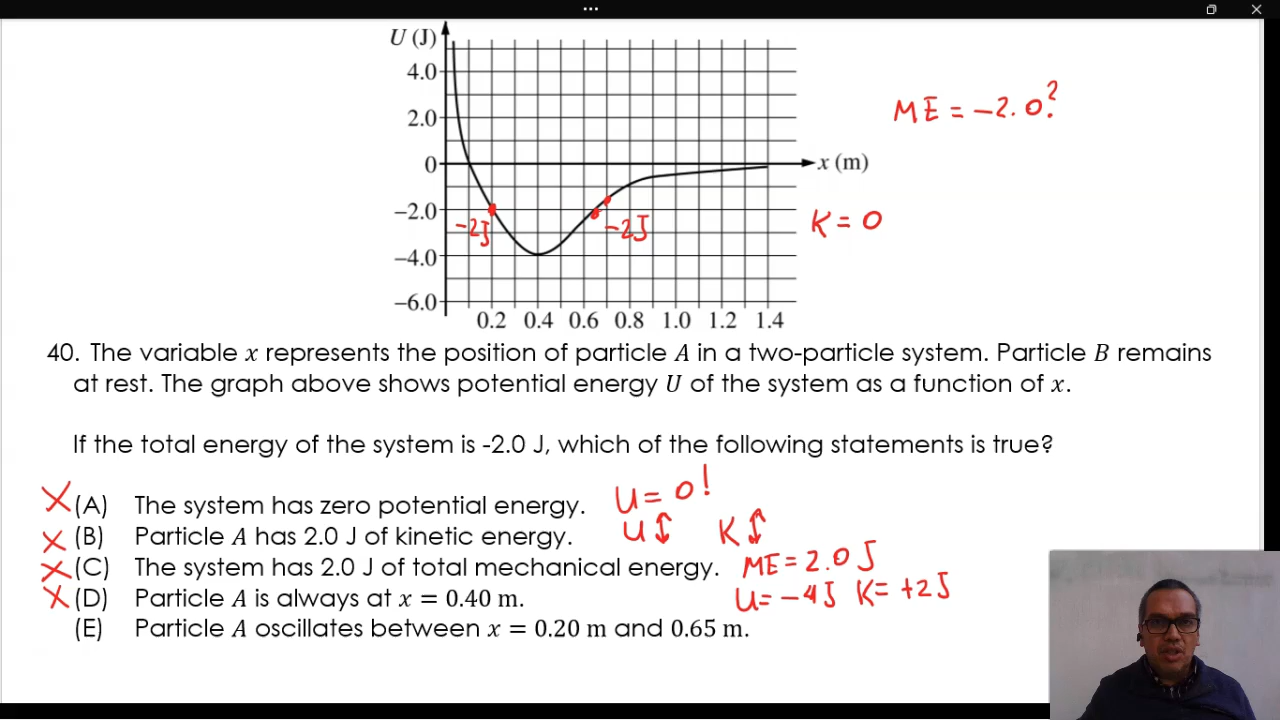 U (J)
4.0
2.0
0
−2.0
−4.0
−6.0
x (m)
0.2 0.4 0.6 0.8 1.0 1.2 1.4
−2J
−2J
ME = −2.0?
K = 0
40. The variable x represents the position of particle A in a two-particle system. Particle B remains
at rest. The graph above shows potential energy U of the system as a function of x.
If the total energy of the system is -2.0 J, which of the following statements is true?
X (A) The system has zero potential energy. U = 0!
X (B) Particle A has 2.0 J of kinetic energy. U↕ K↕
X (C) The system has 2.0 J of total mechanical energy. ME = 2.0 J
X (D) Particle A is always at x = 0.40 m. U= −4J K= +2J
(E) Particle A oscillates between x = 0.20 m and 0.65 m.